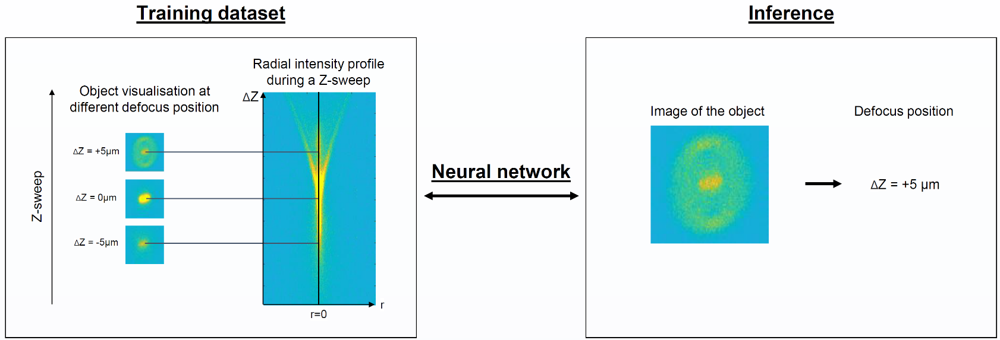 Training dataset
Inference
Radial intensity profile
during a Z-sweep
Object visualisation at
different defocus position
ΔZ
Z-sweep
ΔZ = +5μm
ΔZ = 0μm
ΔZ = -5μm
r
r=0
Neural network
Image of the object
Defocus position
ΔZ = +5 μm